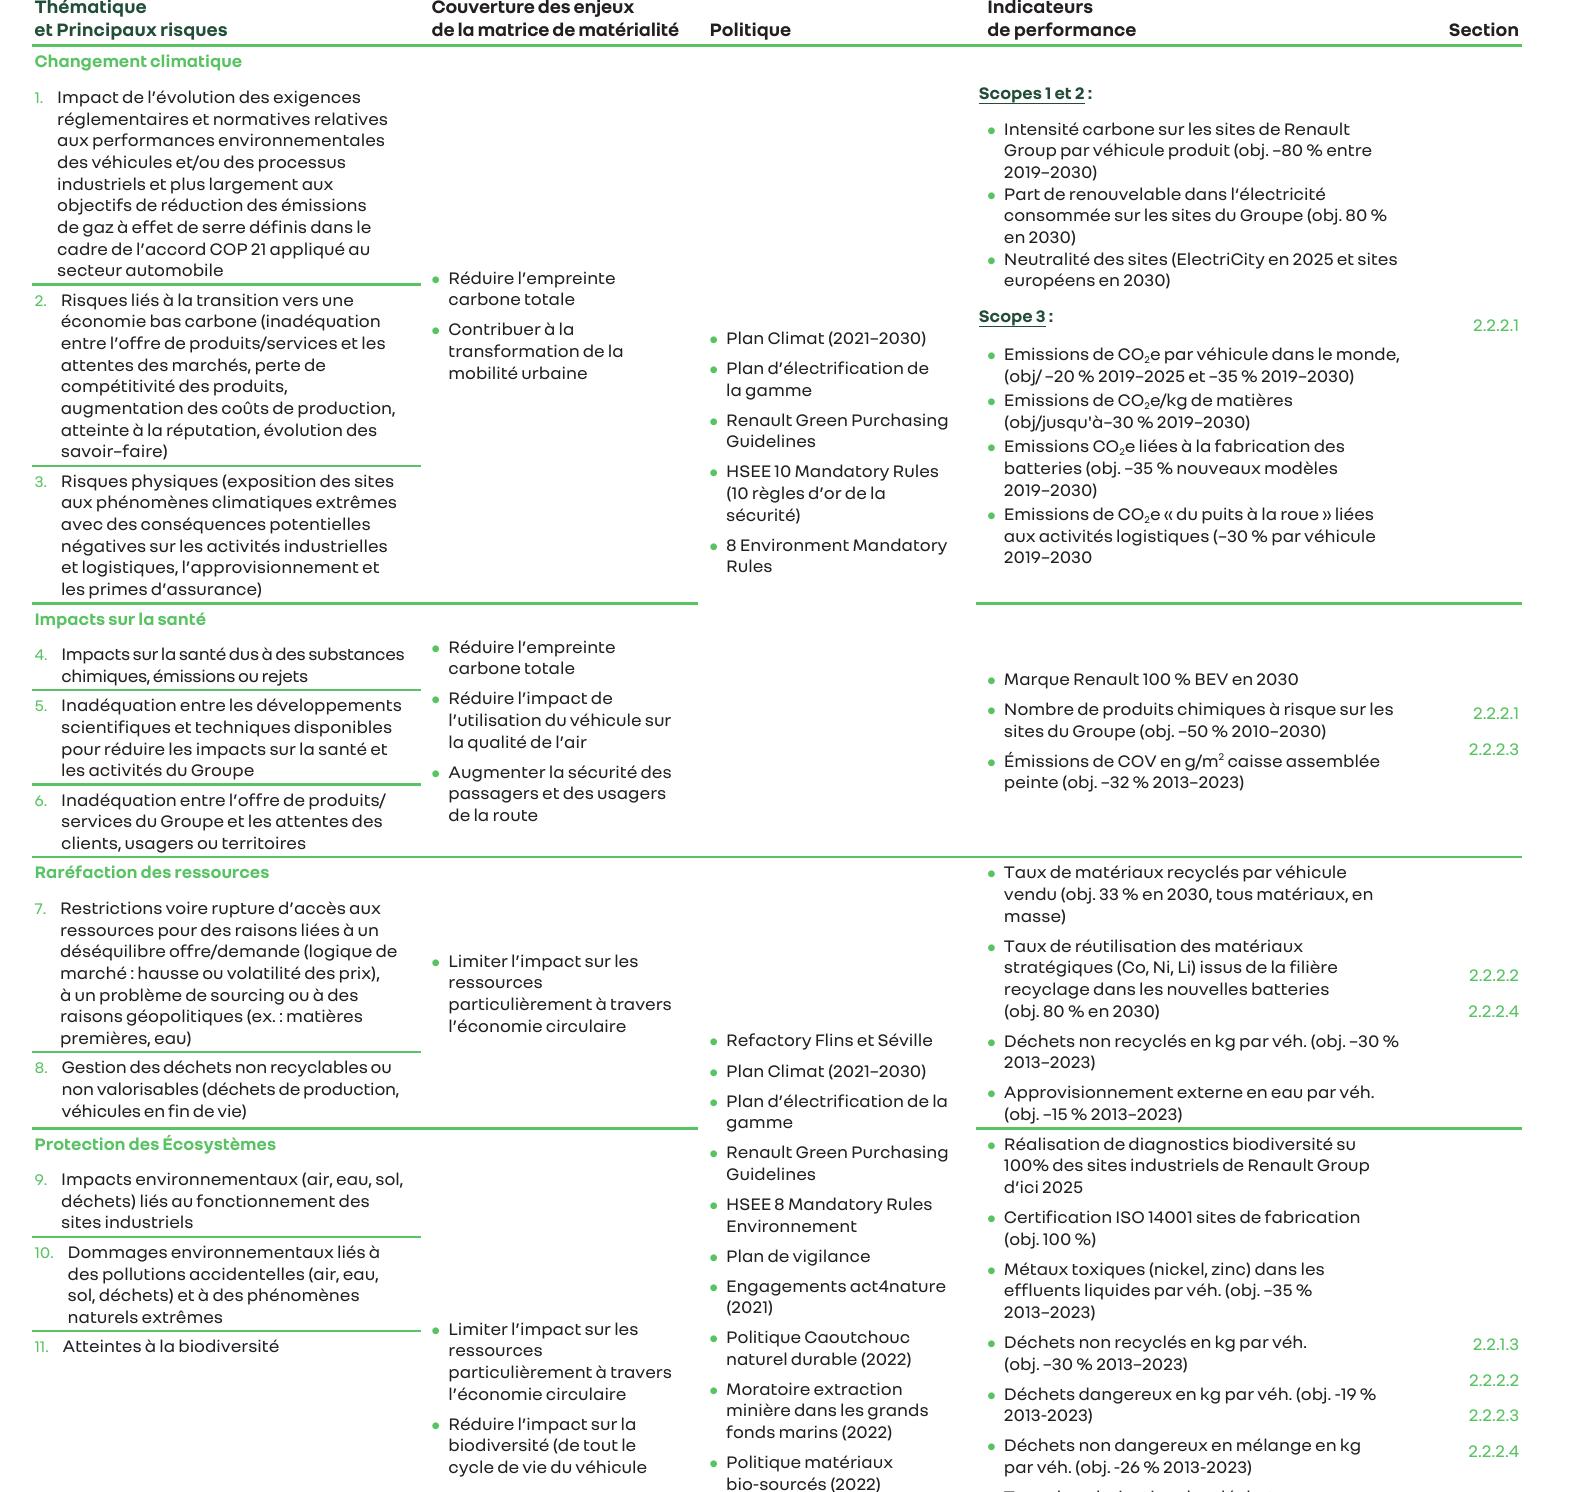 Thématique
et Principaux risques
Couverture des enjeux
de la matrice de matérialité
Politique
Indicateurs
de performance
Section
Changement climatique
1. Impact de l’évolution des exigences
réglementaires et normatives relatives
aux performances environnementales
des véhicules et/ou des processus
industriels et plus largement aux
objectifs de réduction des émissions
de gaz à effet de serre définis dans le
cadre de l’accord COP 21 appliqué au
secteur automobile
2. Risques liés à la transition vers une
économie bas carbone (inadéquation
entre l’offre de produits/services et les
attentes des marchés, perte de
compétitivité des produits,
augmentation des coûts de production,
atteinte à la réputation, évolution des
savoir–faire)
3. Risques physiques (exposition des sites
aux phénomènes climatiques extrêmes
avec des conséquences potentielles
négatives sur les activités industrielles
et logistiques, l’approvisionnement et
les primes d’assurance)
• Réduire l’empreinte
carbone totale
• Contribuer à la
transformation de la
mobilité urbaine
• Plan Climat (2021–2030)
• Plan d’électrification de
la gamme
• Renault Green Purchasing
Guidelines
• HSEE 10 Mandatory Rules
(10 règles d’or de la
sécurité)
• 8 Environment Mandatory
Rules
Scopes 1 et 2 :
• Intensité carbone sur les sites de Renault
Group par véhicule produit (obj. –80 % entre
2019–2030)
• Part de renouvelable dans l’électricité
consommée sur les sites du Groupe (obj. 80 %
en 2030)
• Neutralité des sites (ElectriCity en 2025 et sites
européens en 2030)
Scope 3 :
• Emissions de CO₂e par véhicule dans le monde,
(obj/ –20 % 2019–2025 et –35 % 2019–2030)
• Emissions de CO₂e/kg de matières
(obj/jusqu'à–30 % 2019–2030)
• Emissions CO₂e liées à la fabrication des
batteries (obj. –35 % nouveaux modèles
2019–2030)
• Emissions de CO₂e « du puits à la roue » liées
aux activités logistiques (–30 % par véhicule
2019–2030
2.2.2.1
Impacts sur la santé
4. Impacts sur la santé dus à des substances
chimiques, émissions ou rejets
5. Inadéquation entre les développements
scientifiques et techniques disponibles
pour réduire les impacts sur la santé et
les activités du Groupe
6. Inadéquation entre l’offre de produits/
services du Groupe et les attentes des
clients, usagers ou territoires
• Réduire l’empreinte
carbone totale
• Réduire l’impact de
l’utilisation du véhicule sur
la qualité de l’air
• Augmenter la sécurité des
passagers et des usagers
de la route
• Marque Renault 100 % BEV en 2030
• Nombre de produits chimiques à risque sur les
sites du Groupe (obj. –50 % 2010–2030)
• Émissions de COV en g/m² caisse assemblée
peinte (obj. –32 % 2013–2023)
2.2.2.1
2.2.2.3
Raréfaction des ressources
7. Restrictions voire rupture d’accès aux
ressources pour des raisons liées à un
déséquilibre offre/demande (logique de
marché : hausse ou volatilité des prix),
à un problème de sourcing ou à des
raisons géopolitiques (ex. : matières
premières, eau)
8. Gestion des déchets non recyclables ou
non valorisables (déchets de production,
véhicules en fin de vie)
• Limiter l’impact sur les
ressources
particulièrement à travers
l’économie circulaire
• Taux de matériaux recyclés par véhicule
vendu (obj. 33 % en 2030, tous matériaux, en
masse)
• Taux de réutilisation des matériaux
stratégiques (Co, Ni, Li) issus de la filière
recyclage dans les nouvelles batteries
(obj. 80 % en 2030)
• Déchets non recyclés en kg par véh. (obj. –30 %
2013–2023)
• Approvisionnement externe en eau par véh.
(obj. –15 % 2013–2023)
2.2.2.2
2.2.2.4
• Refactory Flins et Séville
• Plan Climat (2021–2030)
• Plan d’électrification de la
gamme
• Renault Green Purchasing
Guidelines
• HSEE 8 Mandatory Rules
Environnement
• Plan de vigilance
• Engagements act4nature
(2021)
• Politique Caoutchouc
naturel durable (2022)
• Moratoire extraction
minière dans les grands
fonds marins (2022)
• Politique matériaux
bio-sourcés (2022)
Protection des Écosystèmes
9. Impacts environnementaux (air, eau, sol,
déchets) liés au fonctionnement des
sites industriels
10. Dommages environnementaux liés à
des pollutions accidentelles (air, eau,
sol, déchets) et à des phénomènes
naturels extrêmes
11. Atteintes à la biodiversité
• Limiter l’impact sur les
ressources
particulièrement à travers
l’économie circulaire
• Réduire l’impact sur la
biodiversité (de tout le
cycle de vie du véhicule
• Réalisation de diagnostics biodiversité su
100% des sites industriels de Renault Group
d’ici 2025
• Certification ISO 14001 sites de fabrication
(obj. 100 %)
• Métaux toxiques (nickel, zinc) dans les
effluents liquides par véh. (obj. –35 %
2013–2023)
• Déchets non recyclés en kg par véh.
(obj. –30 % 2013–2023)
• Déchets dangereux en kg par véh. (obj. -19 %
2013-2023)
• Déchets non dangereux en mélange en kg
par véh. (obj. -26 % 2013-2023)
2.2.1.3
2.2.2.2
2.2.2.3
2.2.2.4